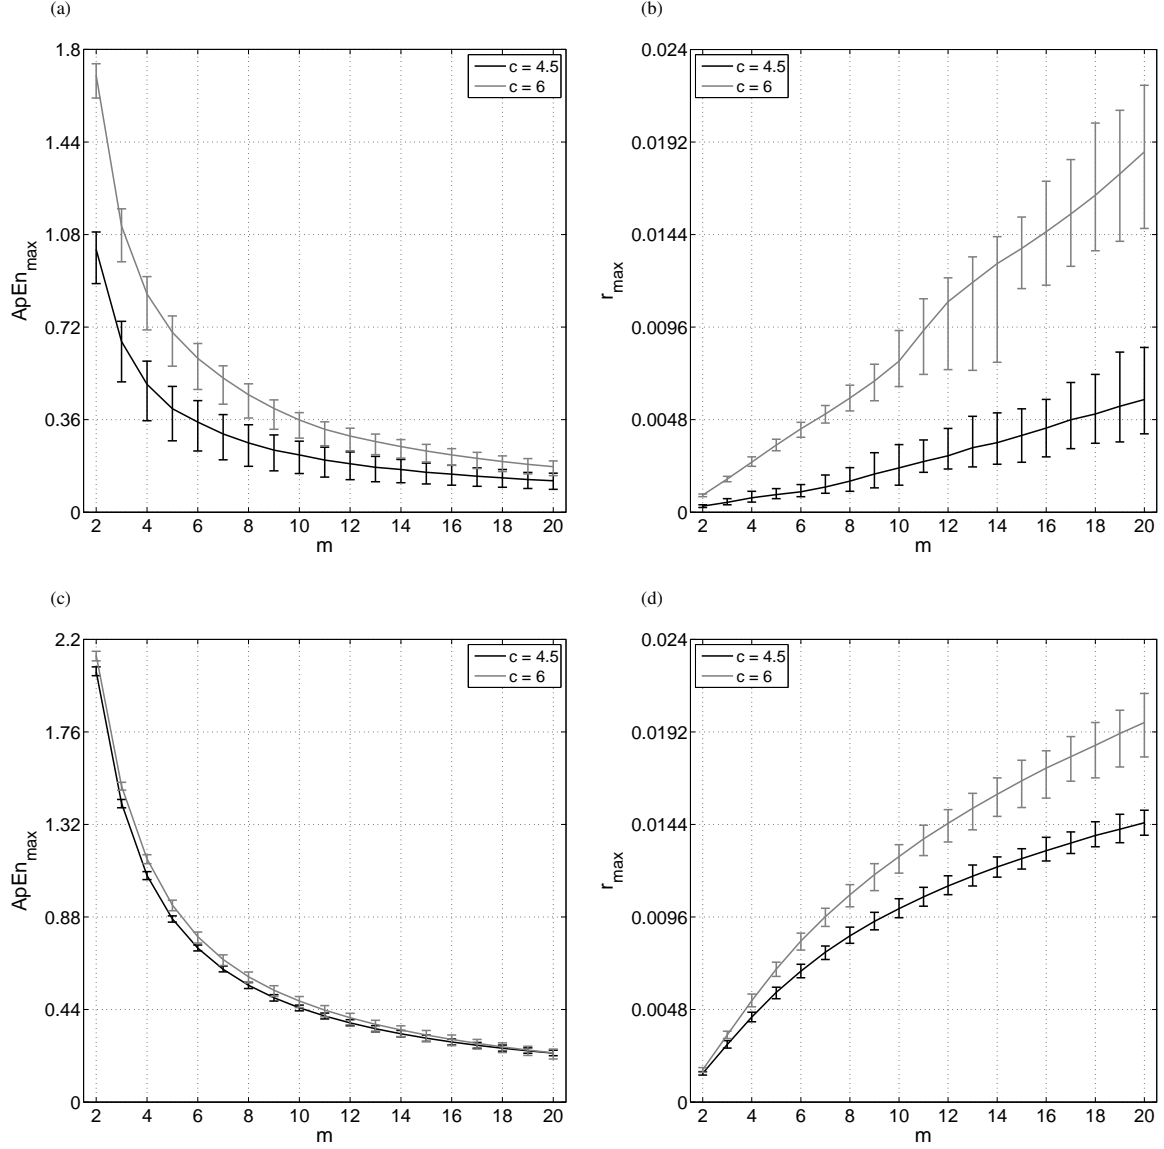 (a)
1.8
1.44
1.08
0.72
0.36
0
ApEn_max
c = 4.5
c = 6
2 4 6 8 10 12 14 16 18 20
m
(b)
0.024
0.0192
0.0144
0.0096
0.0048
0
r_max
c = 4.5
c = 6
2 4 6 8 10 12 14 16 18 20
m
(c)
2.2
1.76
1.32
0.88
0.44
0
ApEn_max
c = 4.5
c = 6
2 4 6 8 10 12 14 16 18 20
m
(d)
0.024
0.0192
0.0144
0.0096
0.0048
0
r_max
c = 4.5
c = 6
2 4 6 8 10 12 14 16 18 20
m